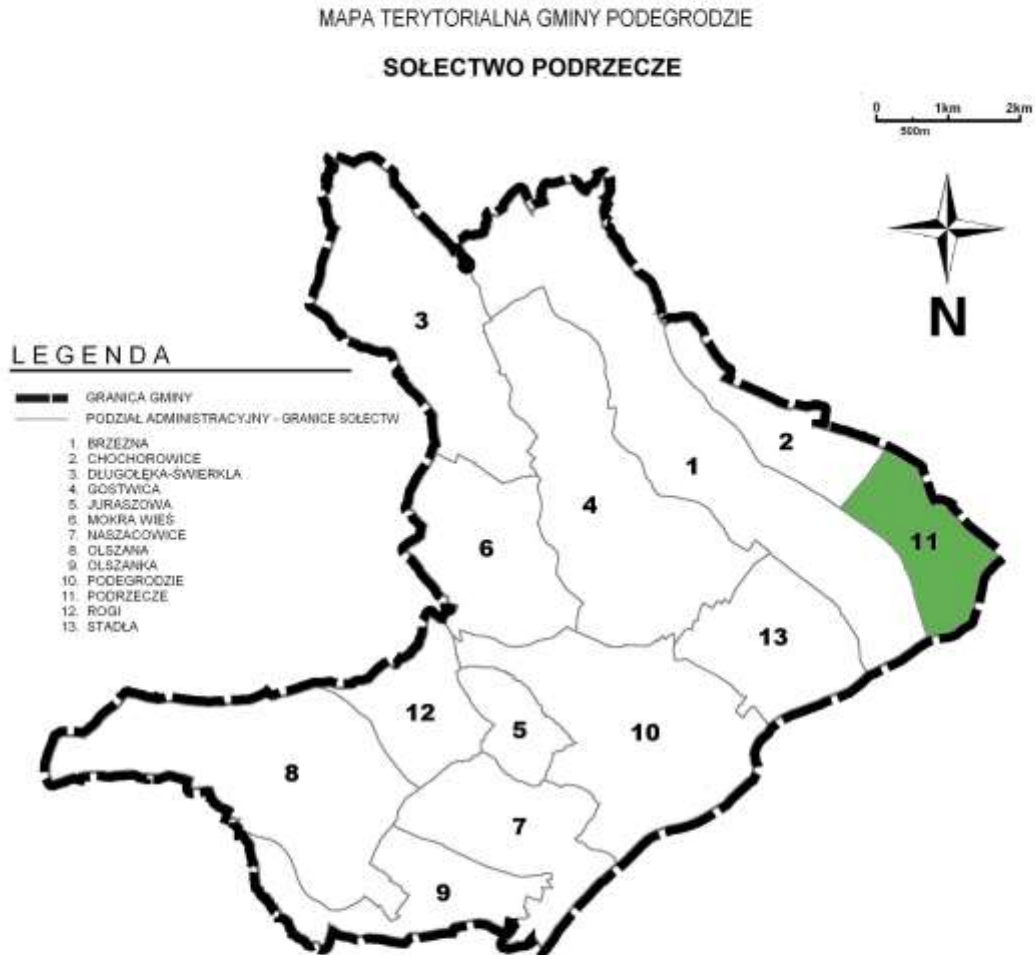 MAPA TERYTORIALNA GMINY PODEGRODZIE
SOŁECTWO PODRZECZE
0 1km 2km
500m
N
LEGENDA
GRANICA GMINY
PODZIAŁ ADMINISTRACYJNY - GRANICE SOŁECTW
1. BRZEZNA
2. CHOCHOROWICE
3. DŁUGOŁĘKA-ŚWIERKLA
4. GOSTWICA
5. JURASZOWA
6. MOKRA WIEŚ
7. NASZACOWICE
8. OLSZANA
9. OLSZANKA
10. PODEGRODZIE
11. PODRZECZE
12. ROGI
13. STADŁA
3
2
1
4
11
6
13
12
5
10
8
7
9